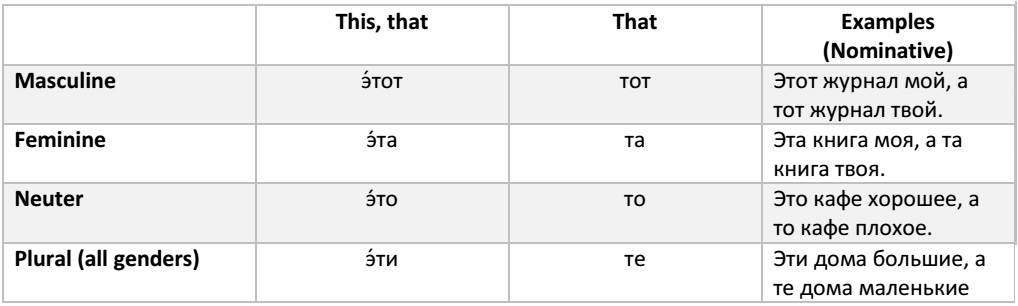 This, that That Examples
(Nominative)
Masculine э́тот тот Этот журнал мой, а
тот журнал твой.
Feminine э́та та Эта книга моя, а та
книга твоя.
Neuter э́то то Это кафе хорошее, а
то кафе плохое.
Plural (all genders) э́ти те Эти дома большие, а
те дома маленькие